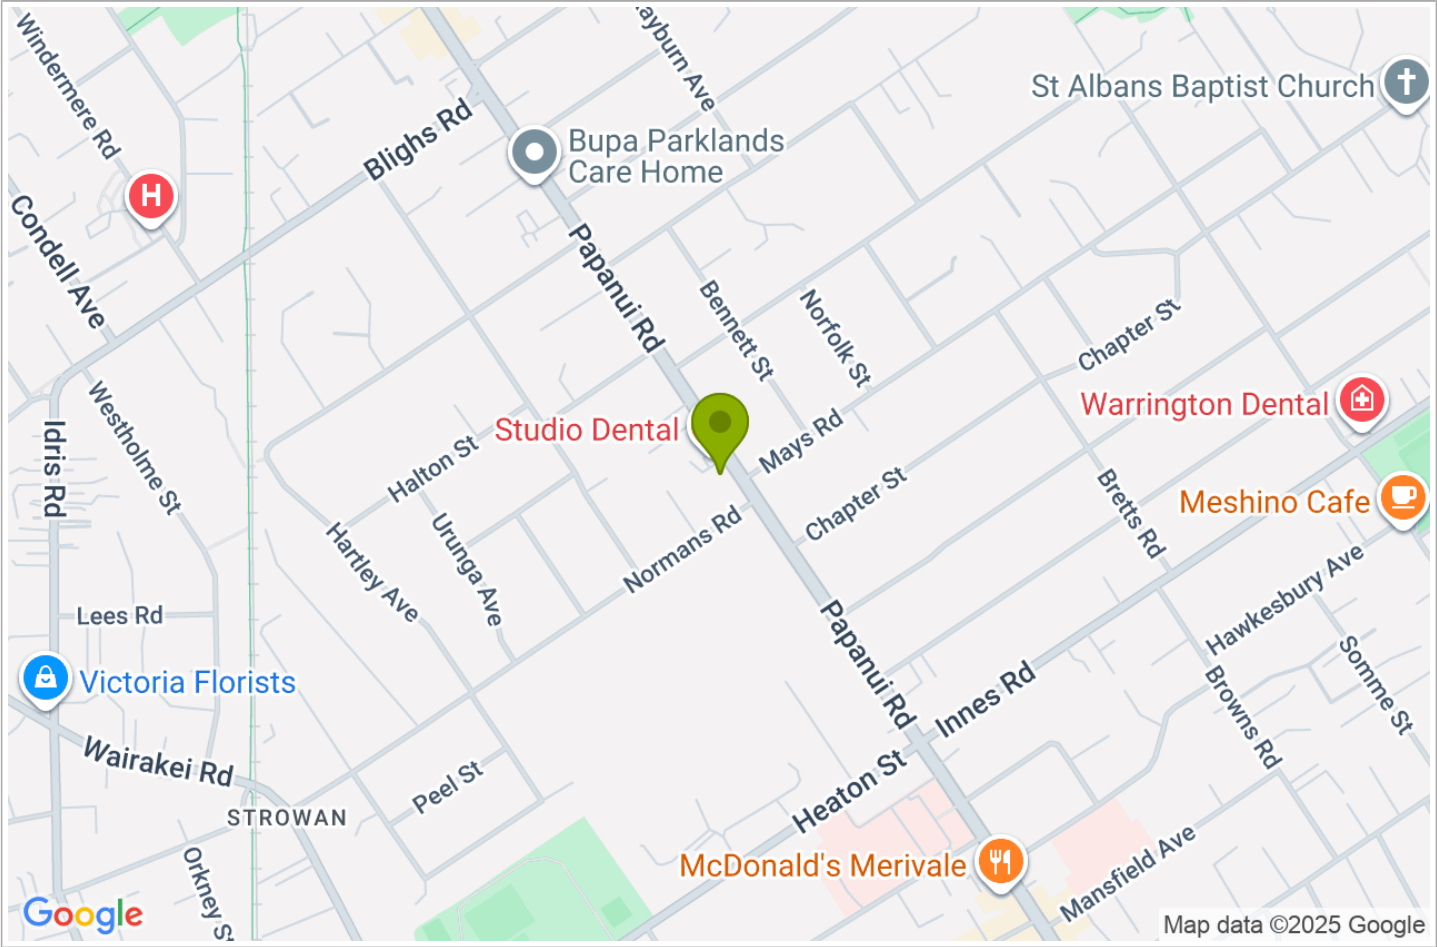 Windermere Rd
ayburn Ave
St Albans Baptist Church
Blighs Rd
Bupa Parklands
Care Home
H
Condell Ave
Papanui Rd
Bennett St
Norfolk St
Chapter St
Westholme St
Warrington Dental
Idris Rd
Studio Dental
Mays Rd
Halton St
Chapter St
Bretts Rd
Meshino Cafe
Urunga Ave
Normans Rd
Hartley Ave
Hawkesbury Ave
Lees Rd
Papanui Rd
Somme St
Victoria Florists
Innes Rd
Browns Rd
Wairakei Rd
Peel St
Heaton St
STROWAN
McDonald's Merivale
Mansfield Ave
Orkney St
Google
Map data ©2025 Google